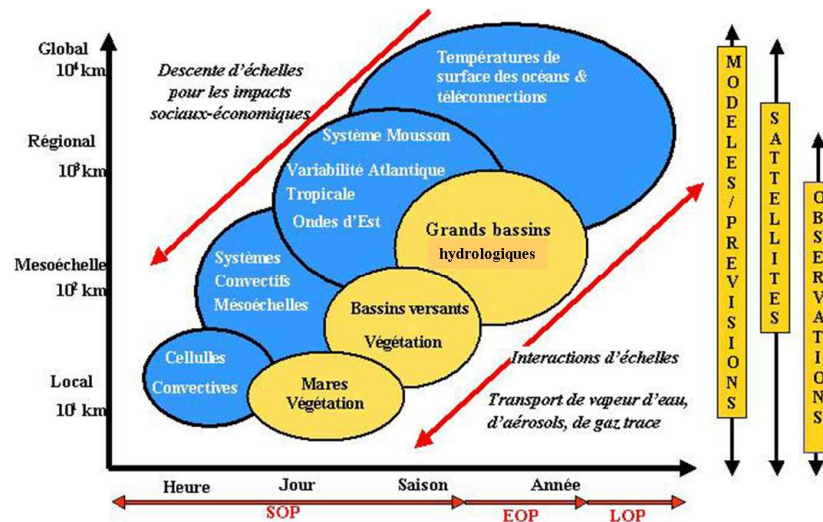 Global
10⁴ km
Régional
10³ km
Mesoéchelle
10² km
Local
10¹ km
Descente d'échelles
pour les impacts
sociaux-économiques
Températures de
surface des océans &
téléconnections
Système Mousson
Variabilité Atlantique
Tropicale
Ondes d'Est
Grands bassins
hydrologiques
Systèmes
Convectifs
Mésoéchelles
Bassins versants
Végétation
Cellulles
Convectives
Mares
Végétation
Interactions d'échelles
Transport de vapeur d'eau,
d'aérosols, de gaz trace
Heure Jour Saison Année
SOP EOP LOP
MODELES/PREVISIONS
SATTELLITES
OBSERVATIONS